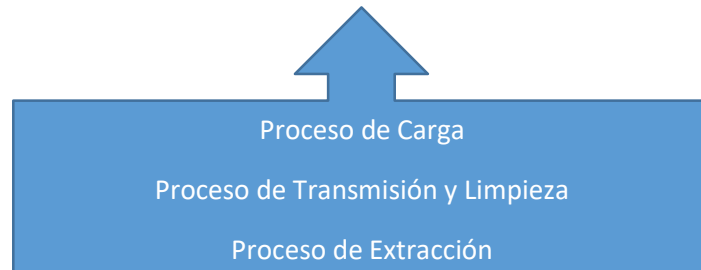 Proceso de Carga
Proceso de Transmisión y Limpieza
Proceso de Extracción